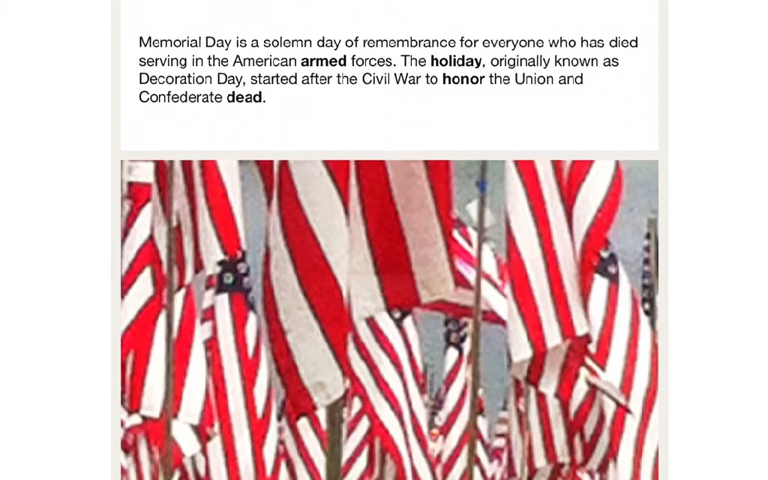 Memorial Day is a solemn day of remembrance for everyone who has died
serving in the American armed forces. The holiday, originally known as
Decoration Day, started after the Civil War to honor the Union and
Confederate dead.